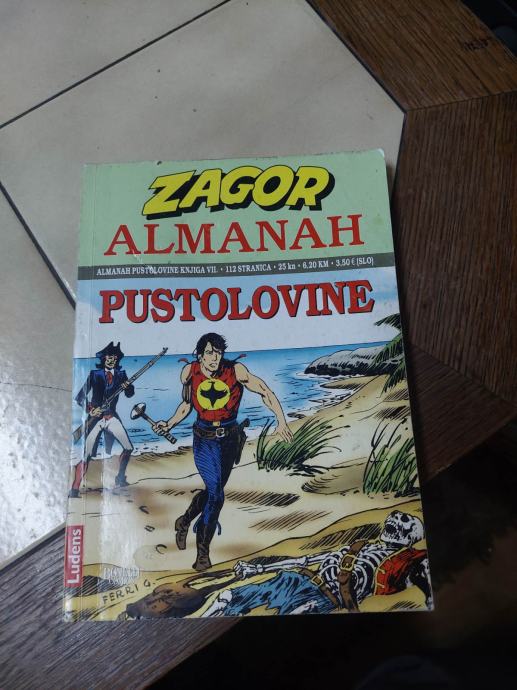 ZAGOR
ALMANAH
ALMANAH PUSTOLOVINE KNJIGA VII. • 112 STRANICA • 25 kn • 6,20 KM • 3,50 € (SLO)
PUSTOLOVINE
Ludens
FERRI G.